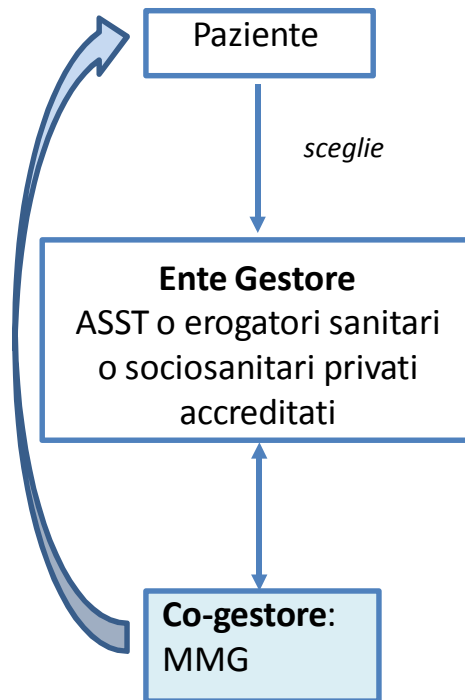 Paziente
sceglie
Ente Gestore
ASST o erogatori sanitari
o sociosanitari privati
accreditati
Co-gestore:
MMG